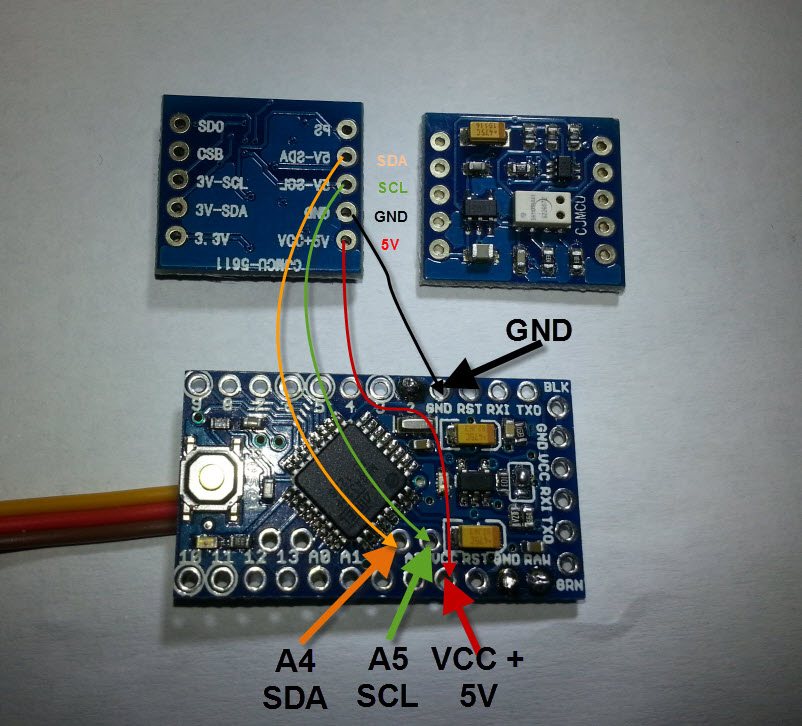 SDO
CSB
3V-SCL
3V-SDA
3.3V
PS
5V-SDA
5V-SCL
GND
VCC+5V
CJMCU-5611
SDA
SCL
GND
5V
CJMCU
GND
9
8
7
6
5
4
3
2
GND
RST
RXI
TXO
BLK
GND
VCC
RXI
TXO
GRN
10
11
12
13
A0
A1
VCC
RST
GND
RAW
A4
SDA
A5
SCL
VCC +
5V